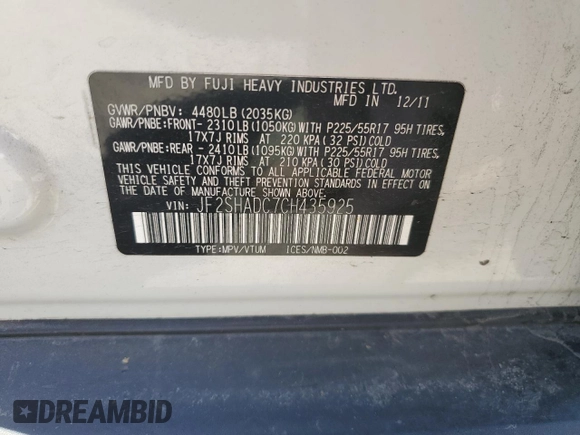 MFD BY FUJI HEAVY INDUSTRIES LTD.
MFD IN 12/11
GVWR/PNBV: 4480LB(2035KG)
GAWR/PNBE:FRONT- 2310LB(1050KG)WITH P225/55R17 95H TIRES,
17X7J RIMS AT 220 KPA(32 PSI)COLD
GAWR/PNBE:REAR - 2410LB(1095KG)WITH P225/55R17 95H TIRES,
17X7J RIMS AT 210 KPA(30 PSI)COLD
THIS VEHICLE CONFORMS TO ALL APPLICABLE
FEDERAL MOTOR VEHICLE SAFETY STANDARDS IN
EFFECT ON THE DATE OF MANUFACTURE SHOWN ABOVE.
VIN: JF2SHADC7CH435925
TYPE:MPV/VTUM ICES/NMB-002
DREAMBID